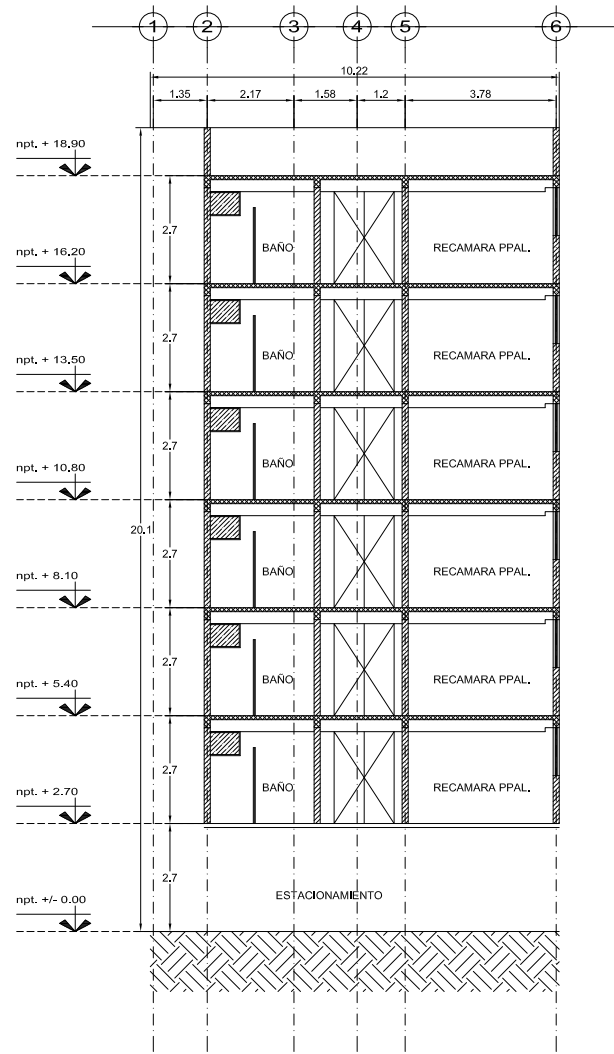 1 2 3 4 5 6
10.22
1.35 2.17 1.58 1.2 3.78
npt. + 18.90
2.7
npt. + 16.20
BAÑO RECAMARA PPAL.
2.7
npt. + 13.50
BAÑO RECAMARA PPAL.
2.7
npt. + 10.80
BAÑO RECAMARA PPAL.
20.1
2.7
npt. + 8.10
BAÑO RECAMARA PPAL.
2.7
npt. + 5.40
BAÑO RECAMARA PPAL.
2.7
npt. + 2.70
BAÑO RECAMARA PPAL.
2.7
npt. +/- 0.00
ESTACIONAMIENTO